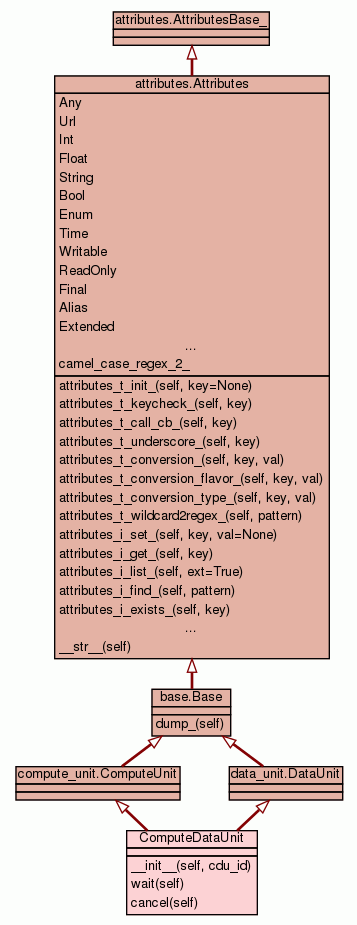 attributes.AttributesBase_
attributes.Attributes
Any
Url
Int
Float
String
Bool
Enum
Time
Writable
ReadOnly
Final
Alias
Extended
...
camel_case_regex_2_
attributes_t_init_(self, key=None)
attributes_t_keycheck_(self, key)
attributes_t_call_cb_(self, key)
attributes_t_underscore_(self, key)
attributes_t_conversion_(self, key, val)
attributes_t_conversion_flavor_(self, key, val)
attributes_t_conversion_type_(self, key, val)
attributes_t_wildcard2regex_(self, pattern)
attributes_i_set_(self, key, val=None)
attributes_i_get_(self, key)
attributes_i_list_(self, ext=True)
attributes_i_find_(self, pattern)
attributes_i_exists_(self, key)
...
__str__(self)
base.Base
dump_(self)
compute_unit.ComputeUnit
data_unit.DataUnit
ComputeDataUnit
__init__(self, cdu_id)
wait(self)
cancel(self)